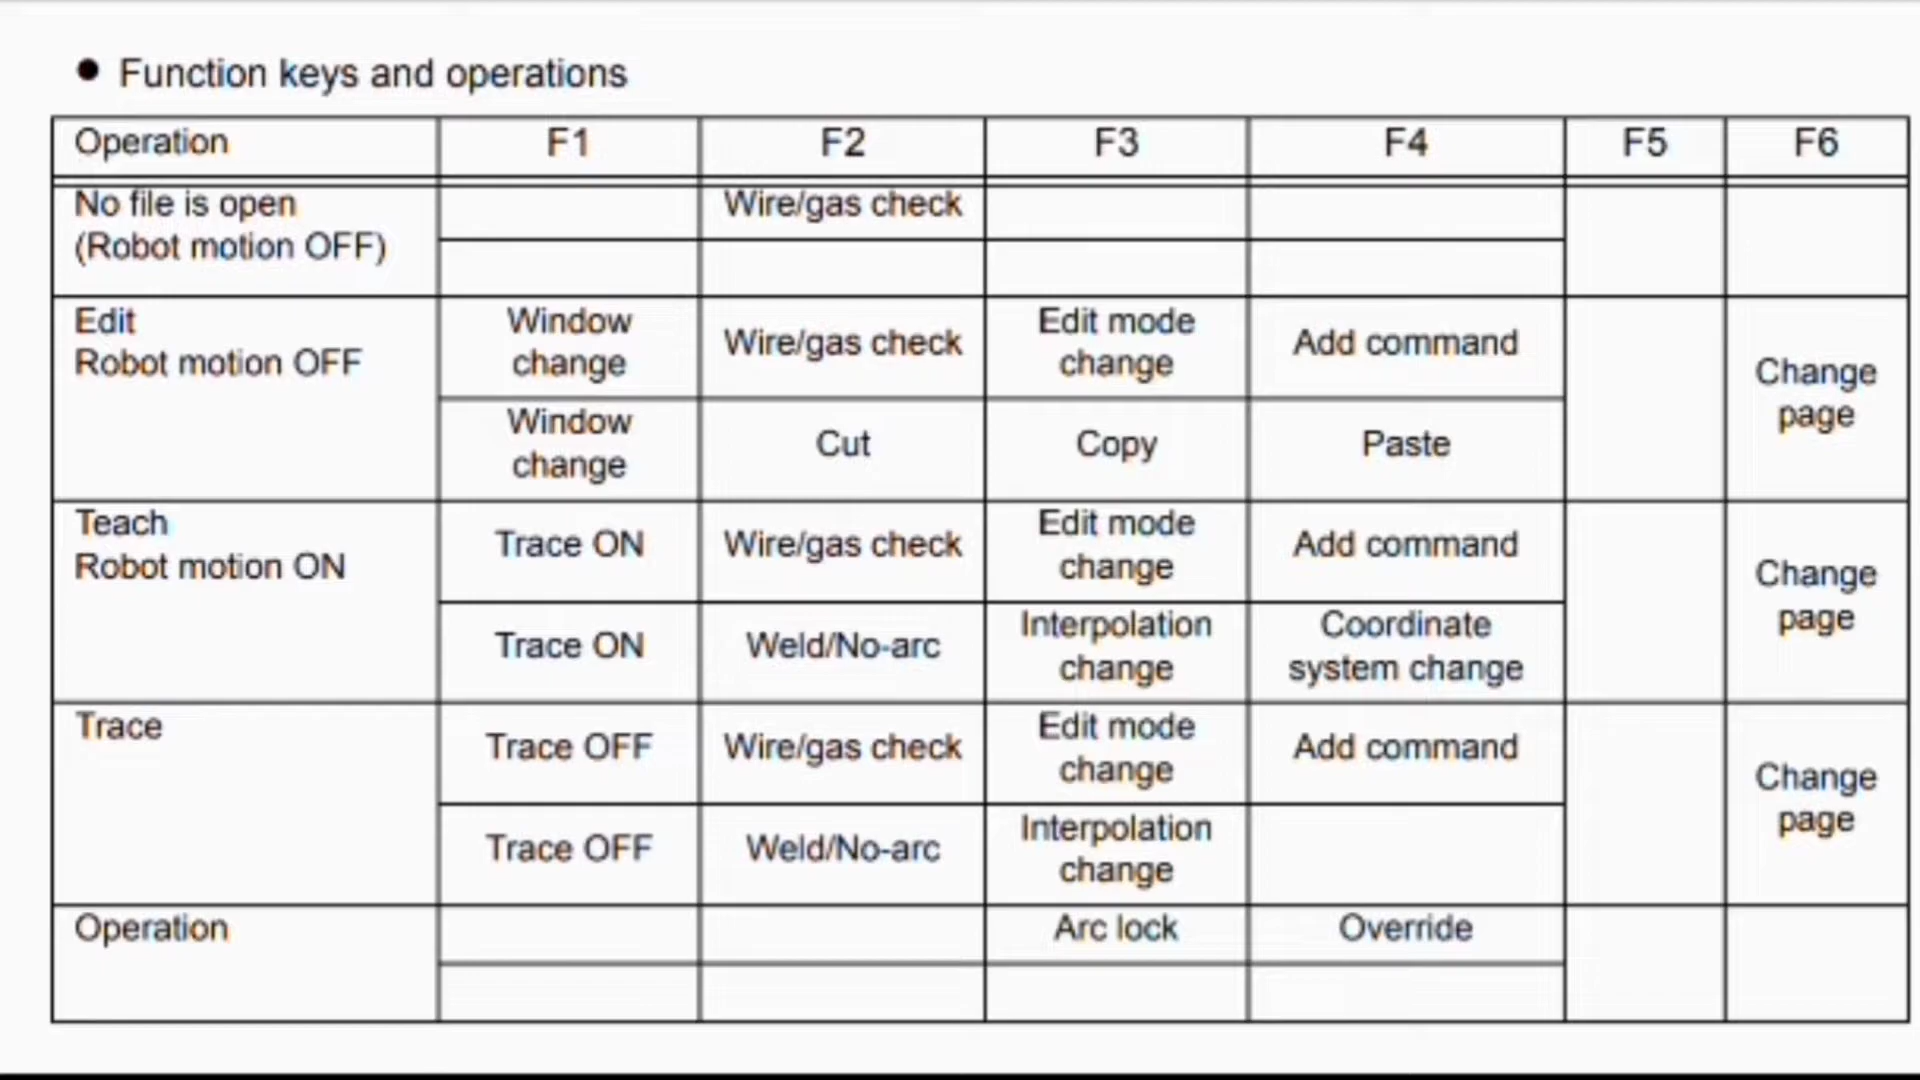 ● Function keys and operations
Operation F1 F2 F3 F4 F5 F6
No file is open
(Robot motion OFF)
Wire/gas check
Edit
Robot motion OFF
Window
change
Wire/gas check
Edit mode
change
Add command
Change
page
Window
change
Cut
Copy
Paste
Teach
Robot motion ON
Trace ON
Wire/gas check
Edit mode
change
Add command
Change
page
Trace ON
Weld/No-arc
Interpolation
change
Coordinate
system change
Trace
Trace OFF
Wire/gas check
Edit mode
change
Add command
Change
page
Trace OFF
Weld/No-arc
Interpolation
change
Operation
Arc lock
Override